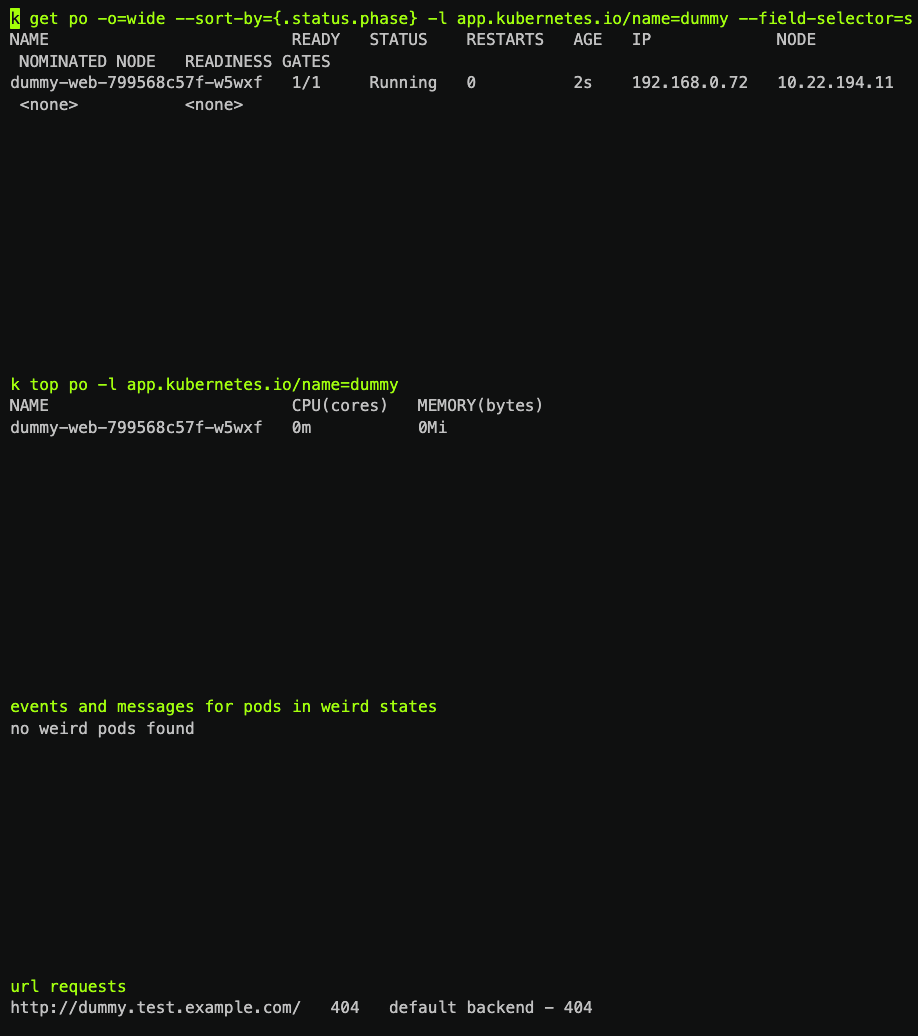 k get po -o=wide --sort-by={.status.phase} -l app.kubernetes.io/name=dummy --field-selector=s
NAME                         READY   STATUS    RESTARTS   AGE   IP             NODE
 NOMINATED NODE   READINESS GATES
dummy-web-799568c57f-w5wxf   1/1     Running   0          2s    192.168.0.72   10.22.194.11
 <none>           <none>
k top po -l app.kubernetes.io/name=dummy
NAME                         CPU(cores)   MEMORY(bytes)
dummy-web-799568c57f-w5wxf   0m           0Mi
events and messages for pods in weird states
no weird pods found
url requests
http://dummy.test.example.com/   404   default backend - 404